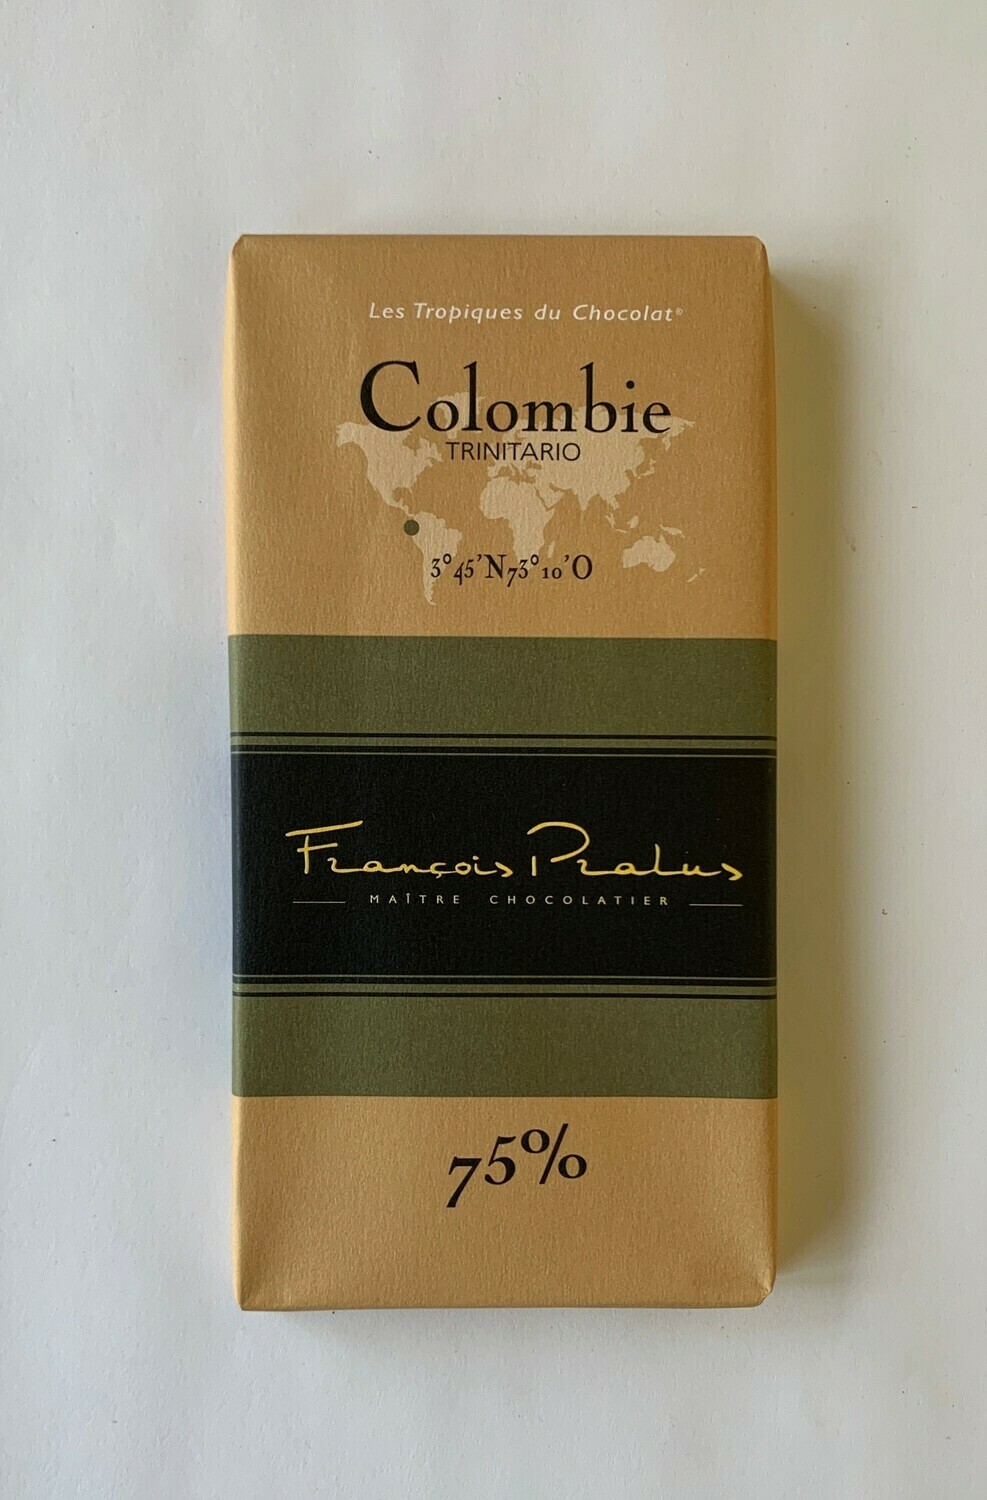 Les Tropiques du Chocolat®
Colombie
TRINITARIO
3°45'N73°10'O
François Pralus
MAÎTRE CHOCOLATIER
75%